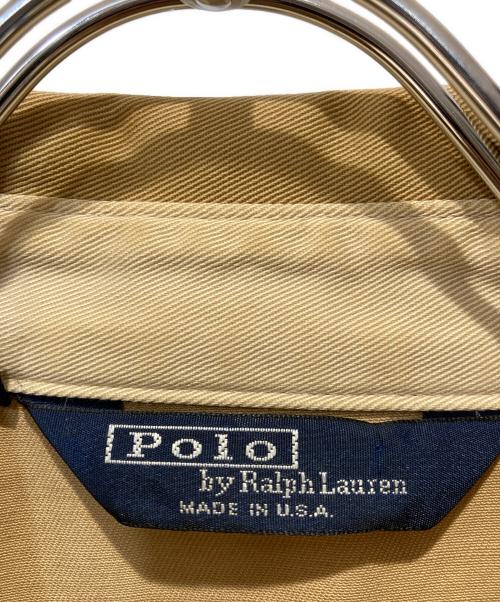 Polo
by Ralph Lauren
MADE IN U.S.A.